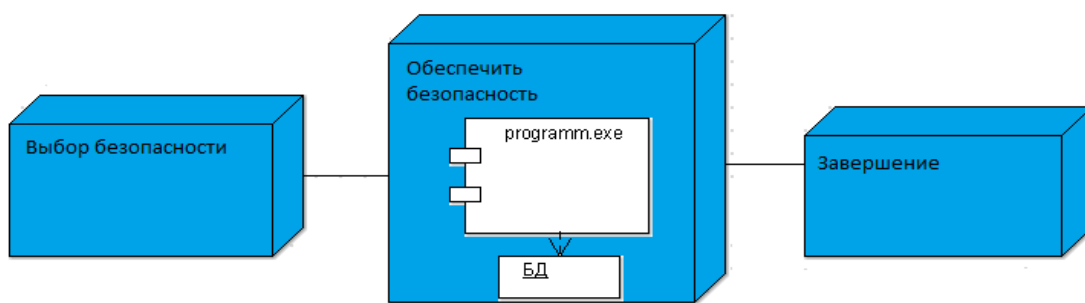 Выбор безопасности
Обеспечить
безопасность
programm.exe
БД
Завершение